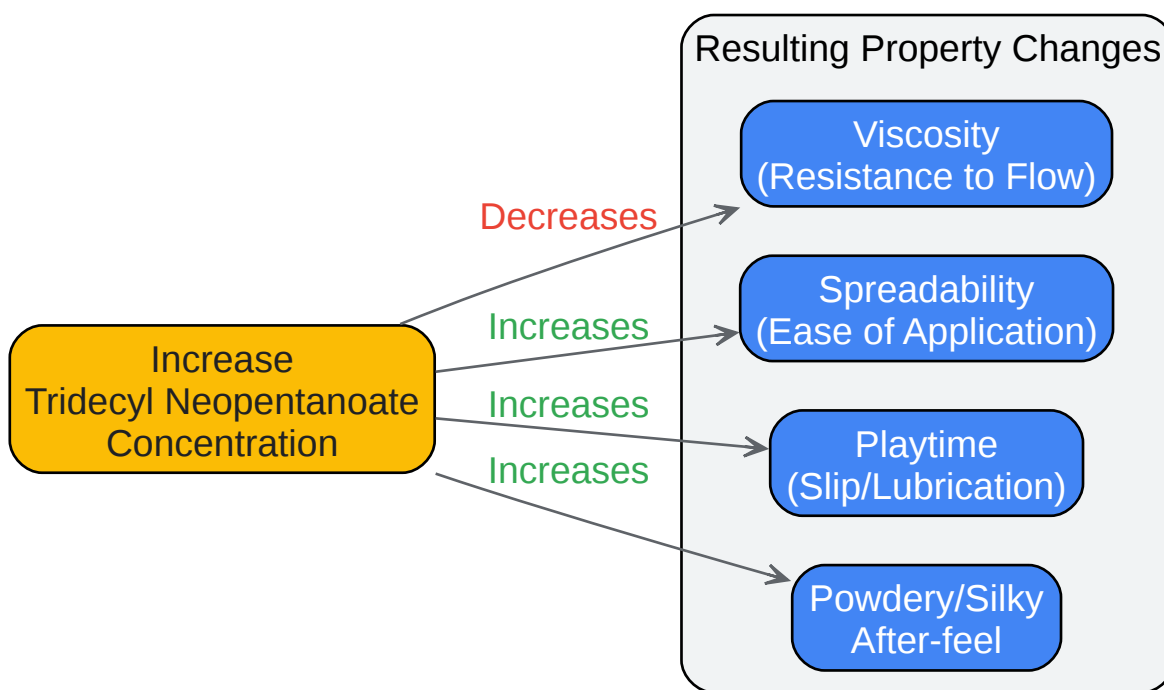 Resulting Property Changes
Viscosity
(Resistance to Flow)
Decreases
Spreadability
(Ease of Application)
Increases
Increase
Tridecyl Neopentanoate
Concentration
Increases
Playtime
(Slip/Lubrication)
Increases
Powdery/Silky
After-feel